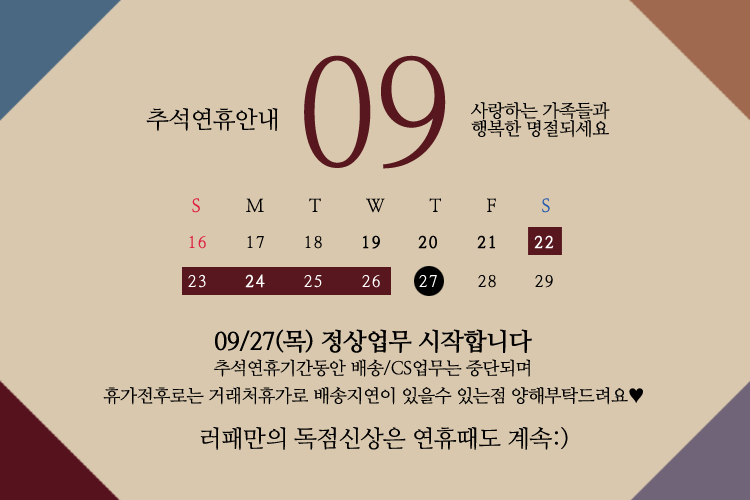 추석연휴안내
09
사랑하는 가족들과
행복한 명절되세요
S M T W T F S
16 17 18 19 20 21 22
23 24 25 26 27 28 29
09/27(목) 정상업무 시작합니다
추석연휴기간동안 배송/CS업무는 중단되며
휴가전후로는 거래처휴가로 배송지연이 있을수 있는점 양해부탁드려요♥
러패만의 독점신상은 연휴때도 계속:)